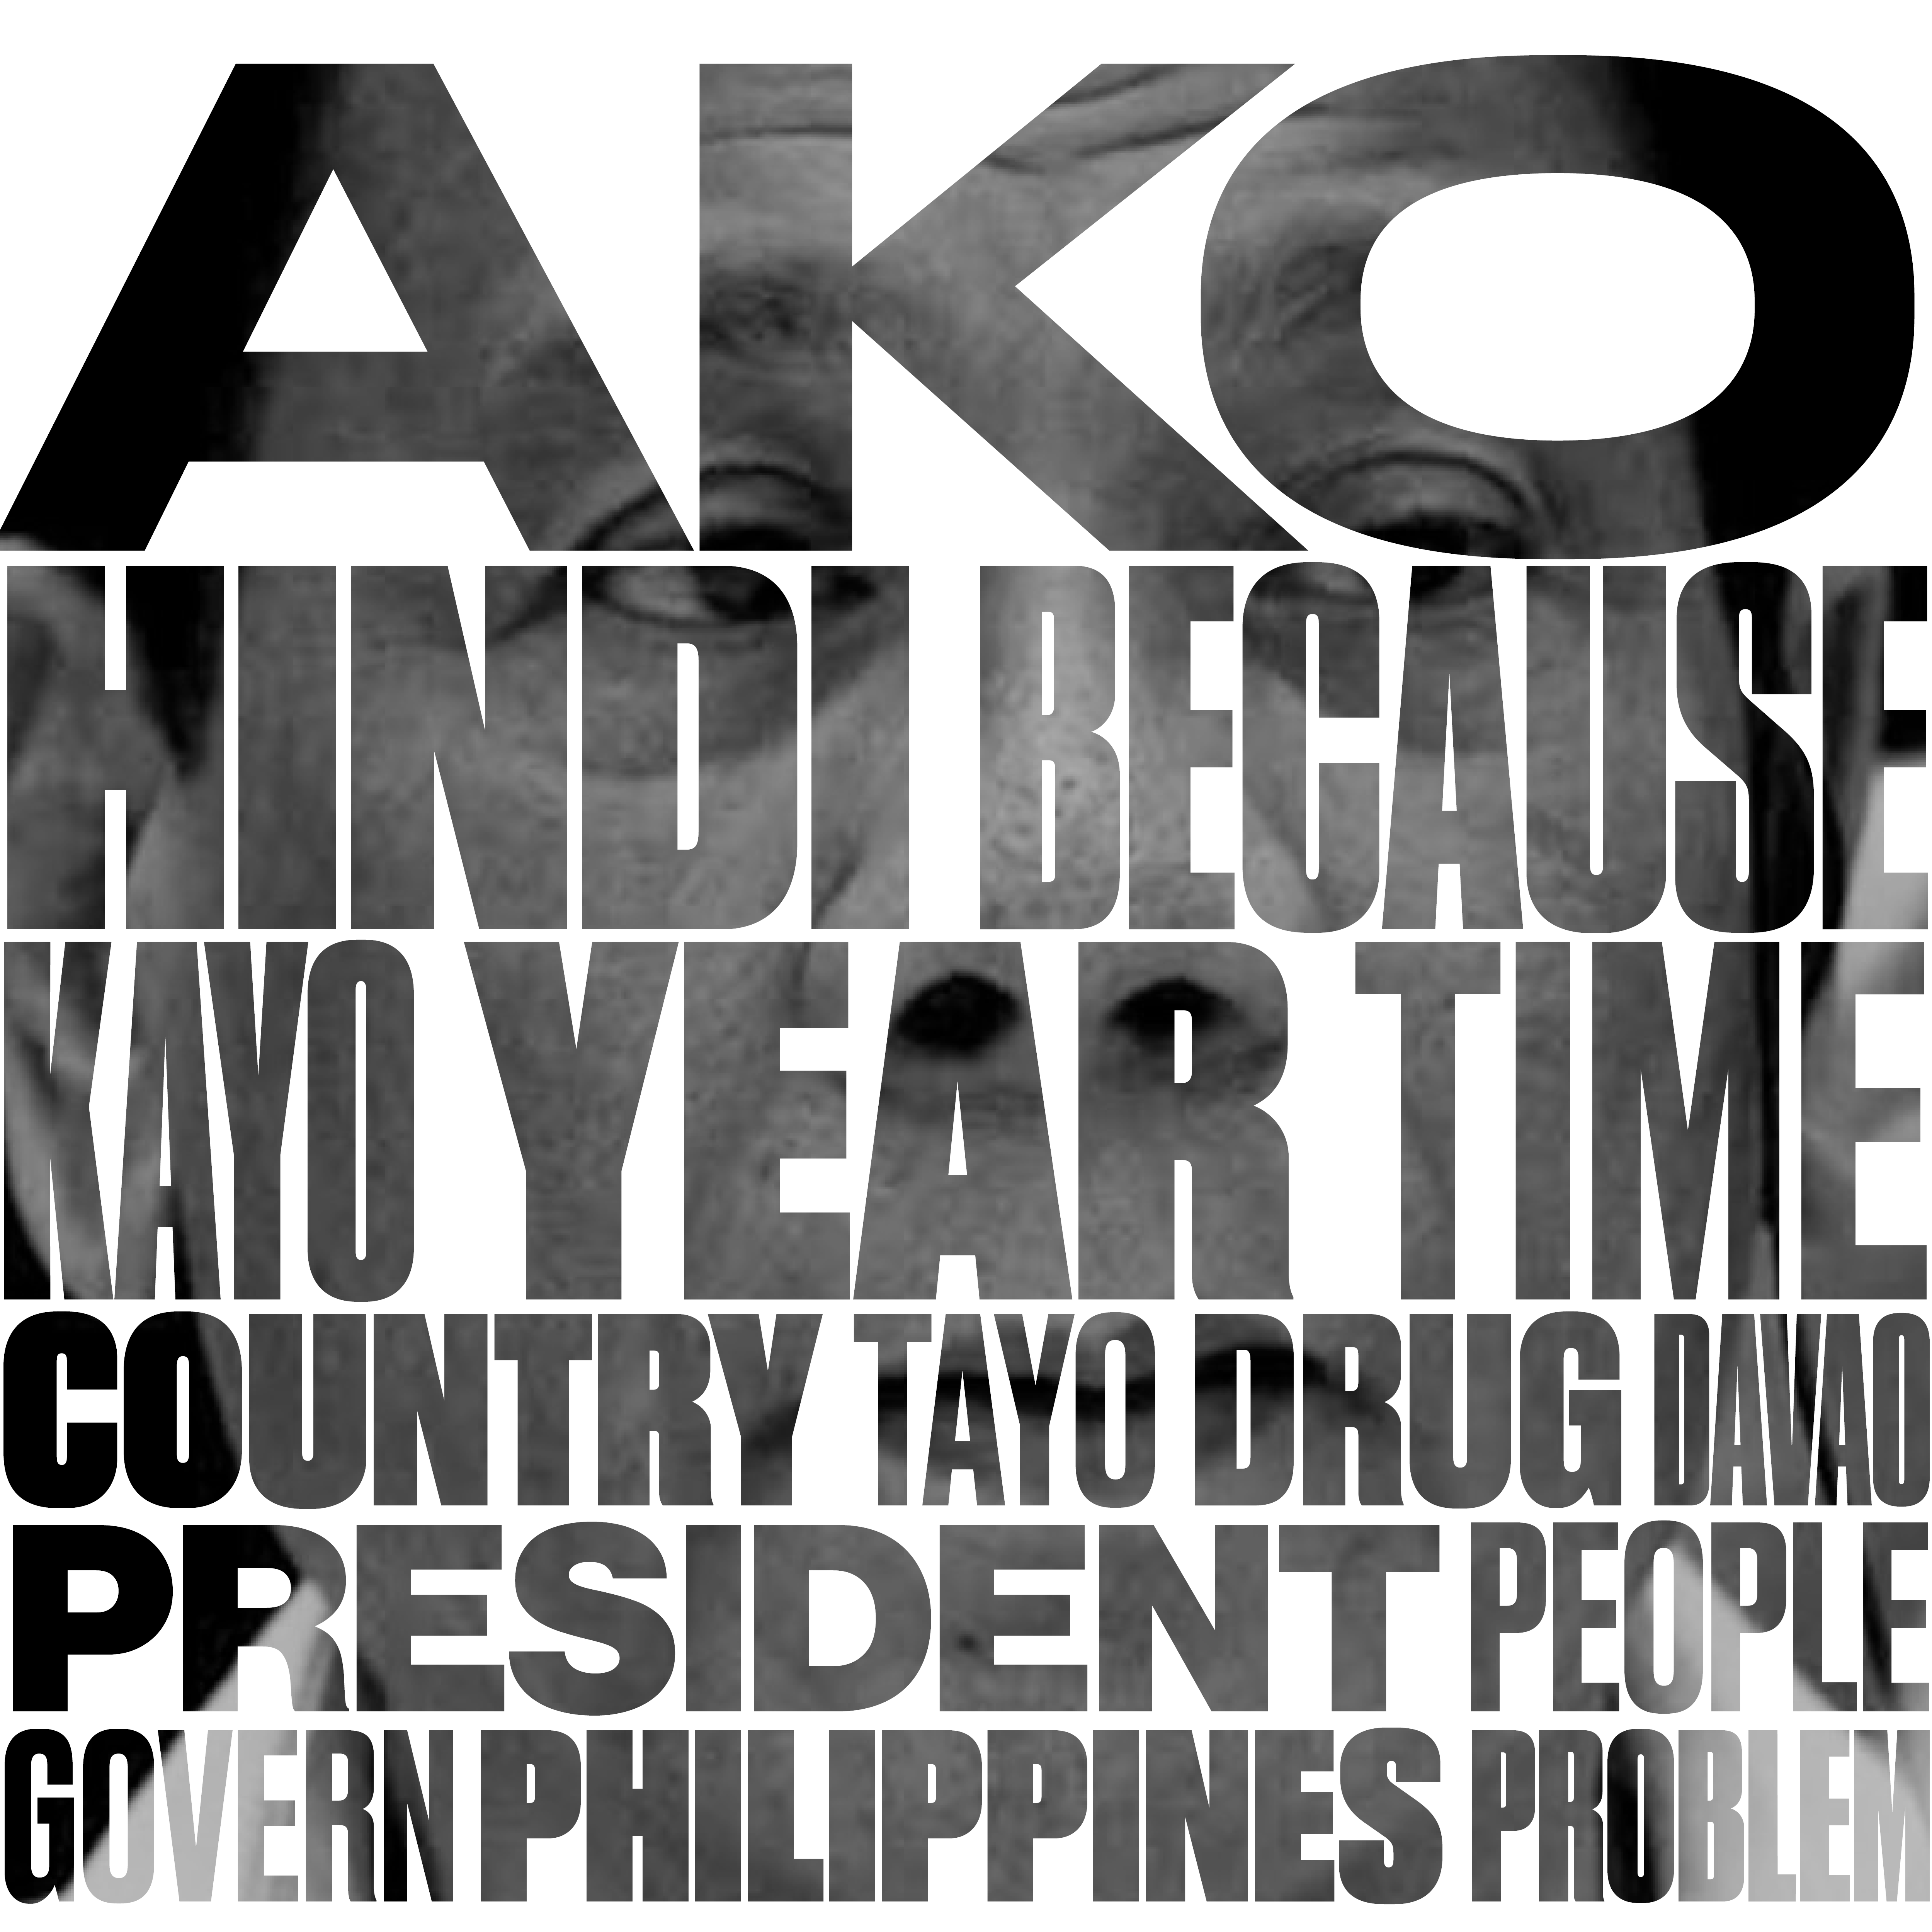 AKO
HINDI BECAUSE
KAYO YEAR TIME
COUNTRY TAYO DRUG DAVAO
PRESIDENT PEOPLE
GOVERN PHILIPPINES PROBLEM